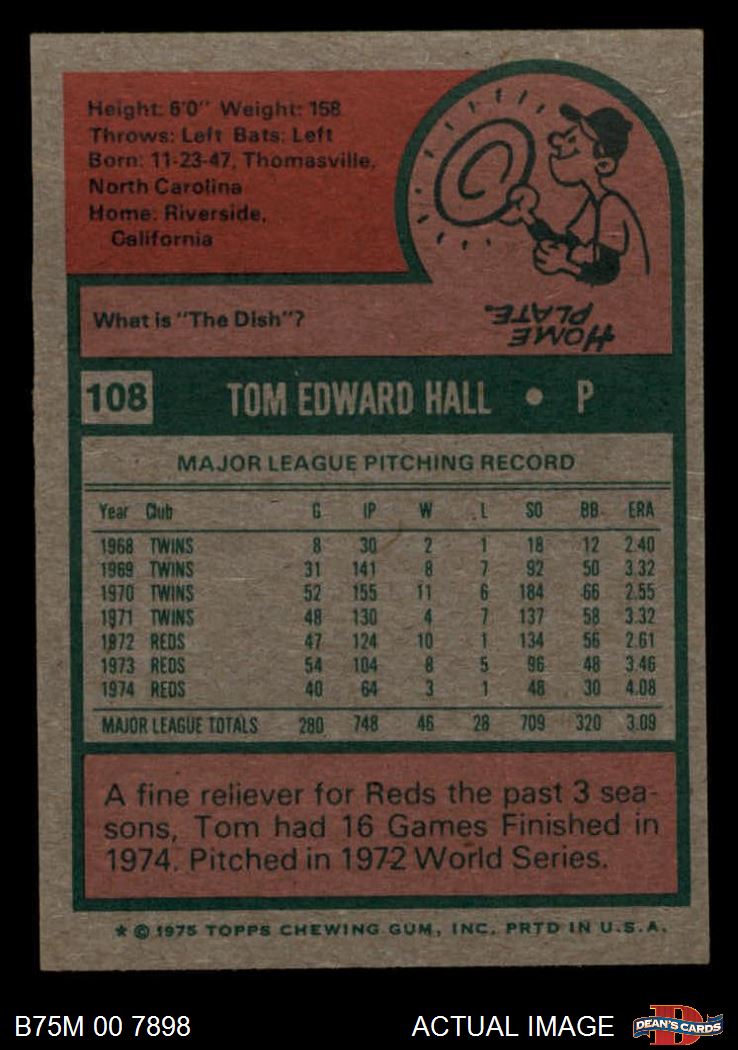 Height: 6'0" Weight: 158
Throws: Left Bats: Left
Born: 11-23-47, Thomasville,
North Carolina
Home: Riverside,
California
What is "The Dish"?
HOME
PLATE.
108 TOM EDWARD HALL • P
MAJOR LEAGUE PITCHING RECORD
Year Club G IP W L SO BB ERA
1968 TWINS 8 30 2 1 18 12 2.40
1969 TWINS 31 141 8 7 92 50 3.32
1970 TWINS 52 155 11 6 184 66 2.55
1971 TWINS 48 130 4 7 137 58 3.32
1972 REDS 47 124 10 1 134 56 2.61
1973 REDS 54 104 8 5 96 48 3.46
1974 REDS 40 64 3 1 48 30 4.08
MAJOR LEAGUE TOTALS 280 748 46 28 709 320 3.09
A fine reliever for Reds the past 3 sea-
sons, Tom had 16 Games Finished in
1974. Pitched in 1972 World Series.
* © 1975 TOPPS CHEWING GUM, INC. PRTD IN U.S.A.
B75M 00 7898 ACTUAL IMAGE D DEAN'S CARDS